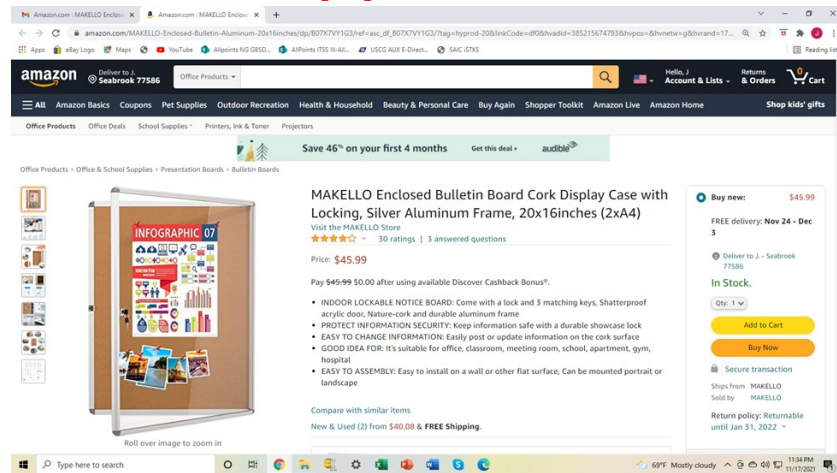 Amazon.com : MAKELLO Enclose
Amazon.com : MAKELLO Enclose
amazon.com/MAKELLO-Enclosed-Bulletin-Aluminum-20x16inches/dp/B07X7VY1G3/ref=asc_df_B07X7VY1G3/?tag=hyprod-20&linkCode=df0&hvadid=385215674793&hvpos=&hvnetw=g&hvrand=17...
Apps eBay Logo Maps YouTube Allpoints NG GBSD... AllPoints ITSS III-All... USCG AUX E-Direct... SAIC iSTKS Reading list
amazon
Deliver to J.
Seabrook 77586
Office Products
Hello, J
Account & Lists
Returns
& Orders
Cart
All Amazon Basics Coupons Pet Supplies Outdoor Recreation Health & Household Beauty & Personal Care Buy Again Shopper Toolkit Amazon Live Amazon Home Shop kids' gifts
Office Products Office Deals School Supplies Printers, Ink & Toner Projectors
Save 46% on your first 4 months Get this deal › audible
Office Products › Office & School Supplies › Presentation Boards › Bulletin Boards
INFOGRAPHIC 07
Roll over image to zoom in
MAKELLO Enclosed Bulletin Board Cork Display Case with
Locking, Silver Aluminum Frame, 20x16inches (2xA4)
Visit the MAKELLO Store
30 ratings | 3 answered questions
Price: $45.99
Pay $45.99 $0.00 after using available Discover Cashback Bonus®.
• INDOOR LOCKABLE NOTICE BOARD: Come with a lock and 3 matching keys, Shatterproof
acrylic door, Nature-cork and durable aluminum frame
• PROTECT INFORMATION SECURITY: Keep information safe with a durable showcase lock
• EASY TO CHANGE INFORMATION: Easily post or update information on the cork surface
• GOOD IDEA FOR: It's suitable for office, classroom, meeting room, school, apartment, gym,
hospital
• EASY TO ASSEMBLY: Easy to install on a wall or other flat surface, Can be mounted portrait or
landscape
Compare with similar items
New & Used (2) from $40.08 & FREE Shipping.
Buy new: $45.99
FREE delivery: Nov 24 - Dec
3
Deliver to J. - Seabrook
77586
In Stock.
Qty: 1
Add to Cart
Buy Now
Secure transaction
Ships from MAKELLO
Sold by MAKELLO
Return policy: Returnable
until Jan 31, 2022
Type here to search
69°F Mostly cloudy
11:34 PM
11/17/2021